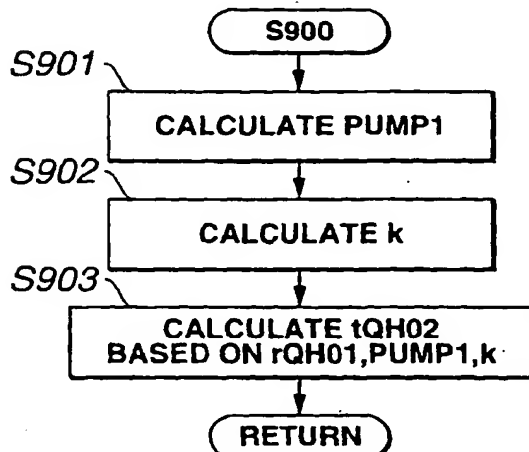 S900
S901
CALCULATE PUMP1
S902
CALCULATE k
S903
CALCULATE tQH02
BASED ON rQH01,PUMP1,k
RETURN